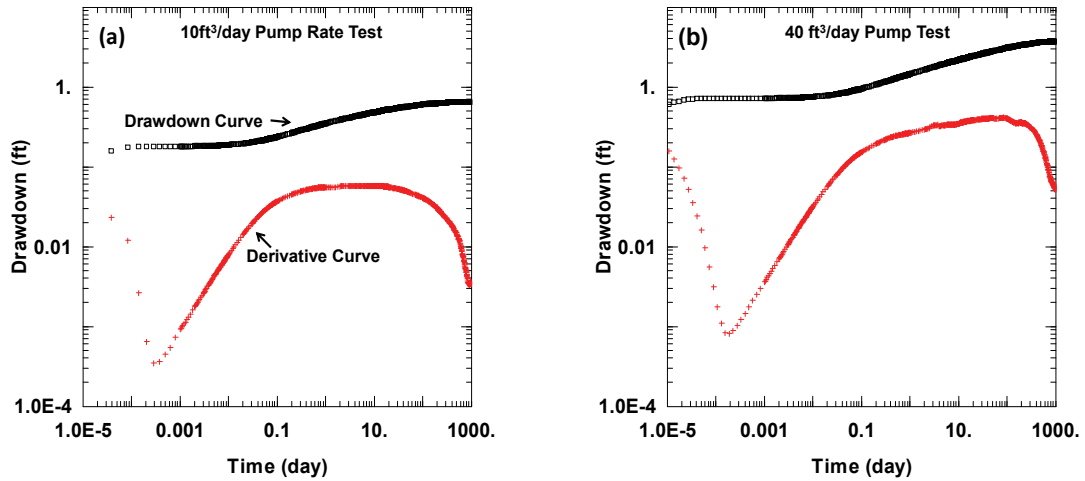 (a)
10ft³/day Pump Rate Test
Drawdown Curve
Derivative Curve
Drawdown (ft)
1.
0.01
1.0E-4
1.0E-5
0.001
0.1
10.
1000.
Time (day)
(b)
40 ft³/day Pump Test
Drawdown (ft)
1.
0.01
1.0E-4
1.0E-5
0.001
0.1
10.
1000.
Time (day)